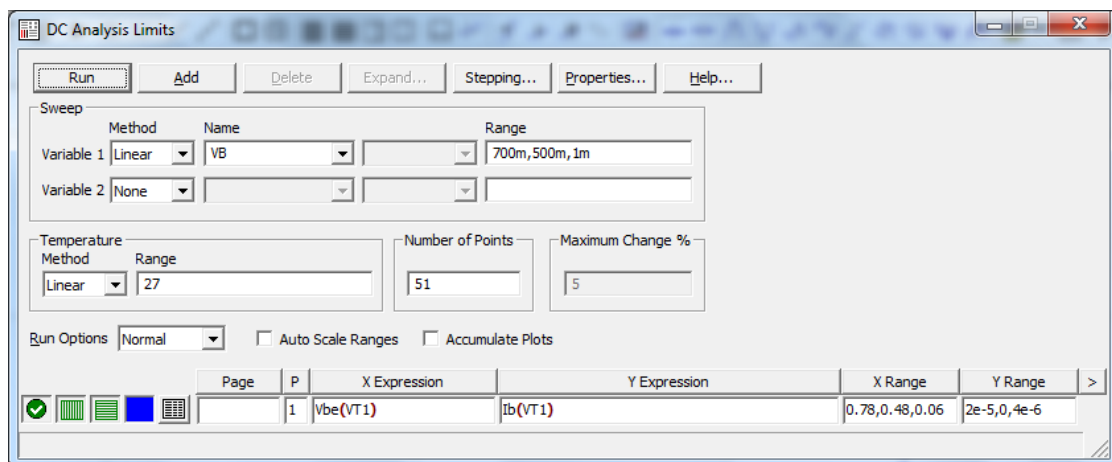 DC Analysis Limits
Run Add Delete Expand... Stepping... Properties... Help...
Sweep
Method Name Range
Variable 1 Linear VB 700m,500m,1m
Variable 2 None
Temperature Number of Points Maximum Change %
Method Range
Linear 27 51 5
Run Options Normal Auto Scale Ranges Accumulate Plots
Page P X Expression Y Expression X Range Y Range >
1 Vbe(VT1) Ib(VT1) 0.78,0.48,0.06 2e-5,0,4e-6